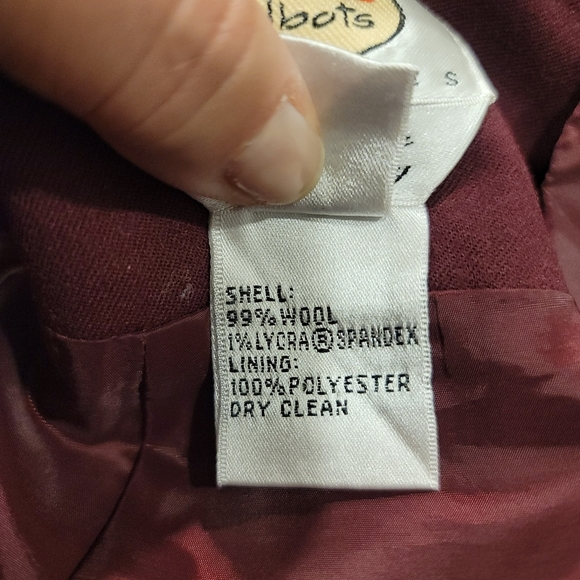 lbots
S
SHELL:
99% WOOL
1% LYCRA® SPANDEX
LINING:
100% POLYESTER
DRY CLEAN